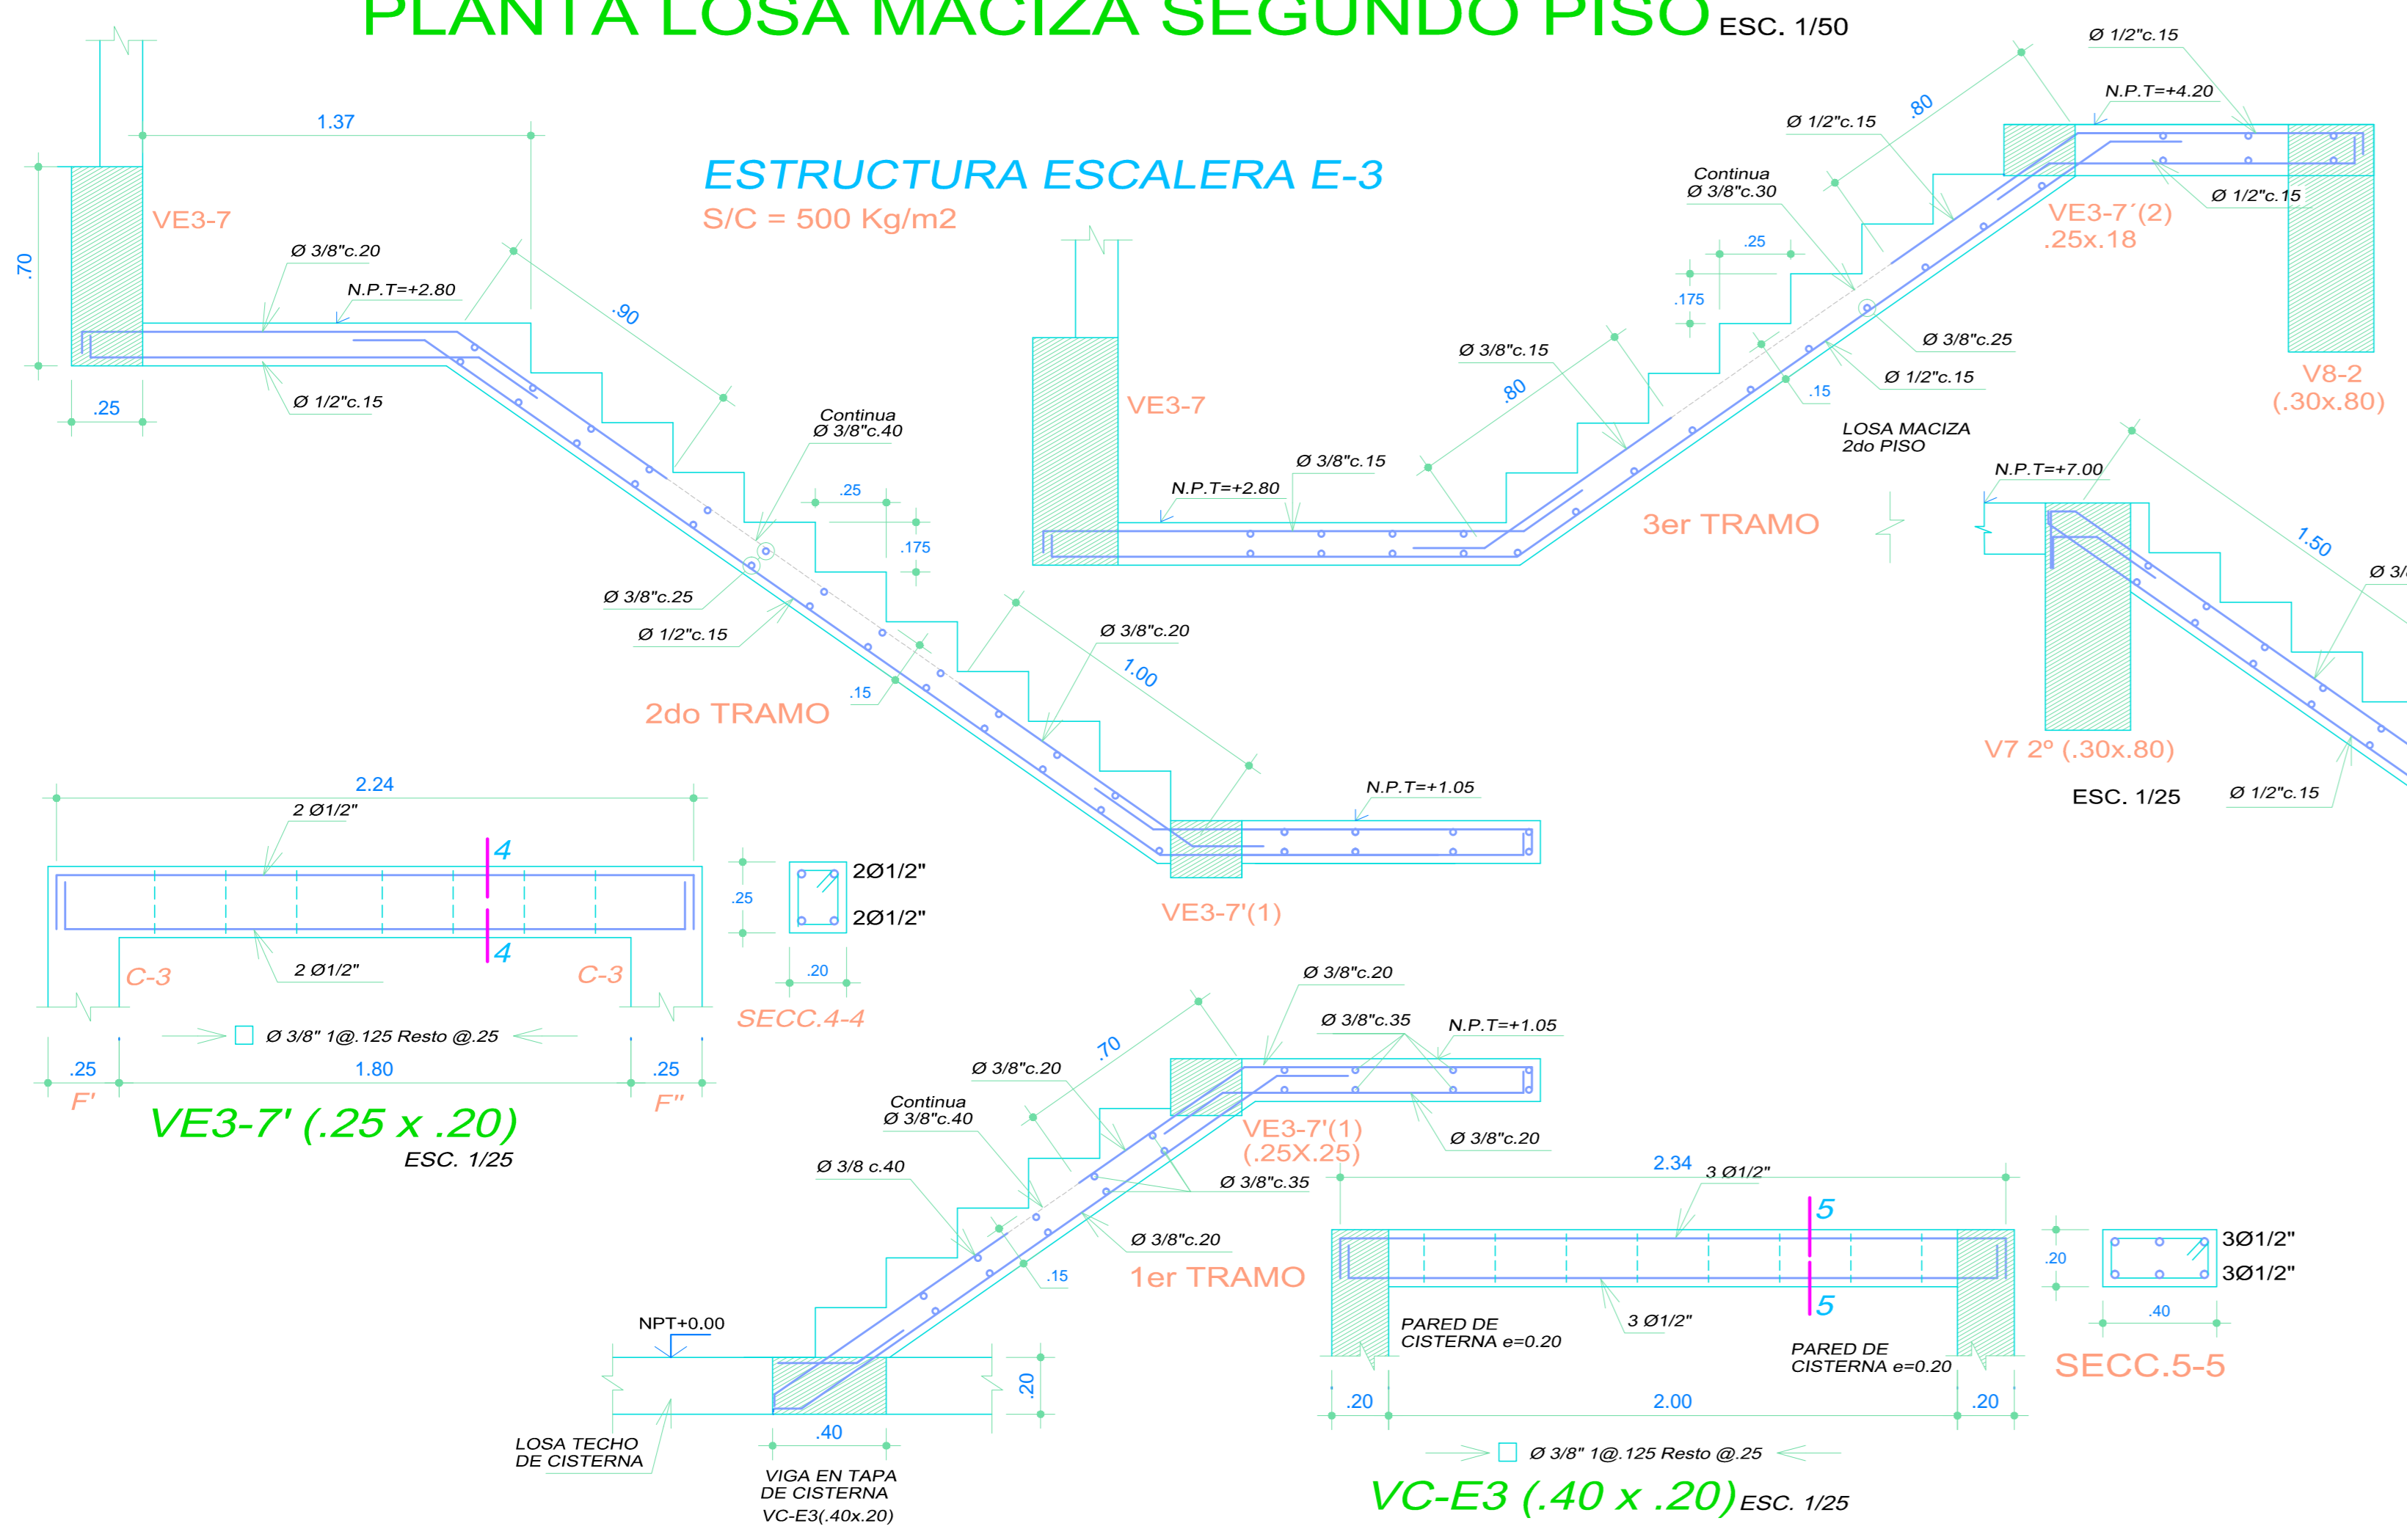 PLANTA LOSA MACIZA SEGUNDO PISO ESC. 1/50
ESTRUCTURA ESCALERA E-3
S/C = 500 Kg/m2
1.37
.70
VE3-7
Ø 3/8"c.20
N.P.T=+2.80
.25
Ø 1/2"c.15
.90
Continua
Ø 3/8"c.40
.25
.175
Ø 3/8"c.25
Ø 1/2"c.15
.15
Ø 3/8"c.20
1.00
2do TRAMO
N.P.T=+1.05
VE3-7'(1)
VE3-7
N.P.T=+2.80
Ø 3/8"c.15
.80
Ø 3/8"c.15
.175
.25
Continua
Ø 3/8"c.30
Ø 1/2"c.15
.80
Ø 1/2"c.15
N.P.T=+4.20
Ø 1/2"c.15
VE3-7´(2)
.25x.18
Ø 3/8"c.25
Ø 1/2"c.15
.15
V8-2
(.30x.80)
3er TRAMO
LOSA MACIZA
2do PISO
N.P.T=+7.00
1.50
Ø 3/
V7 2º (.30x.80)
ESC. 1/25
Ø 1/2"c.15
2.24
2 Ø1/2"
4
4
2 Ø1/2"
C-3
C-3
Ø 3/8" 1@.125 Resto @.25
.25
1.80
.25
F'
F"
VE3-7' (.25 x .20)
ESC. 1/25
.25
2Ø1/2"
2Ø1/2"
.20
SECC.4-4
Ø 3/8"c.20
Ø 3/8"c.35
N.P.T=+1.05
.70
Ø 3/8"c.20
Continua
Ø 3/8"c.40
Ø 3/8 c.40
VE3-7'(1)
(.25X.25)
Ø 3/8"c.20
Ø 3/8"c.35
Ø 3/8"c.20
.15
1er TRAMO
NPT+0.00
.20
LOSA TECHO
DE CISTERNA
.40
VIGA EN TAPA
DE CISTERNA
VC-E3(.40x.20)
2.34
3 Ø1/2"
5
5
3 Ø1/2"
PARED DE
CISTERNA e=0.20
PARED DE
CISTERNA e=0.20
.20
2.00
.20
Ø 3/8" 1@.125 Resto @.25
VC-E3 (.40 x .20) ESC. 1/25
.20
3Ø1/2"
3Ø1/2"
.40
SECC.5-5